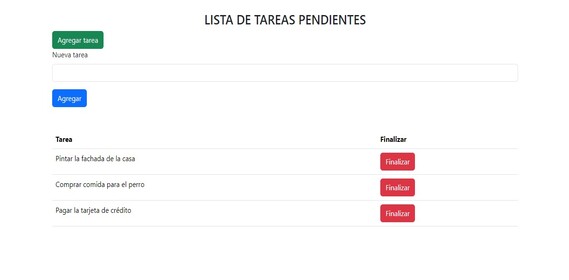 LISTA DE TAREAS PENDIENTES
Agregar tarea
Nueva tarea
Agregar
Tarea Finalizar
Pintar la fachada de la casa Finalizar
Comprar comida para el perro Finalizar
Pagar la tarjeta de crédito Finalizar